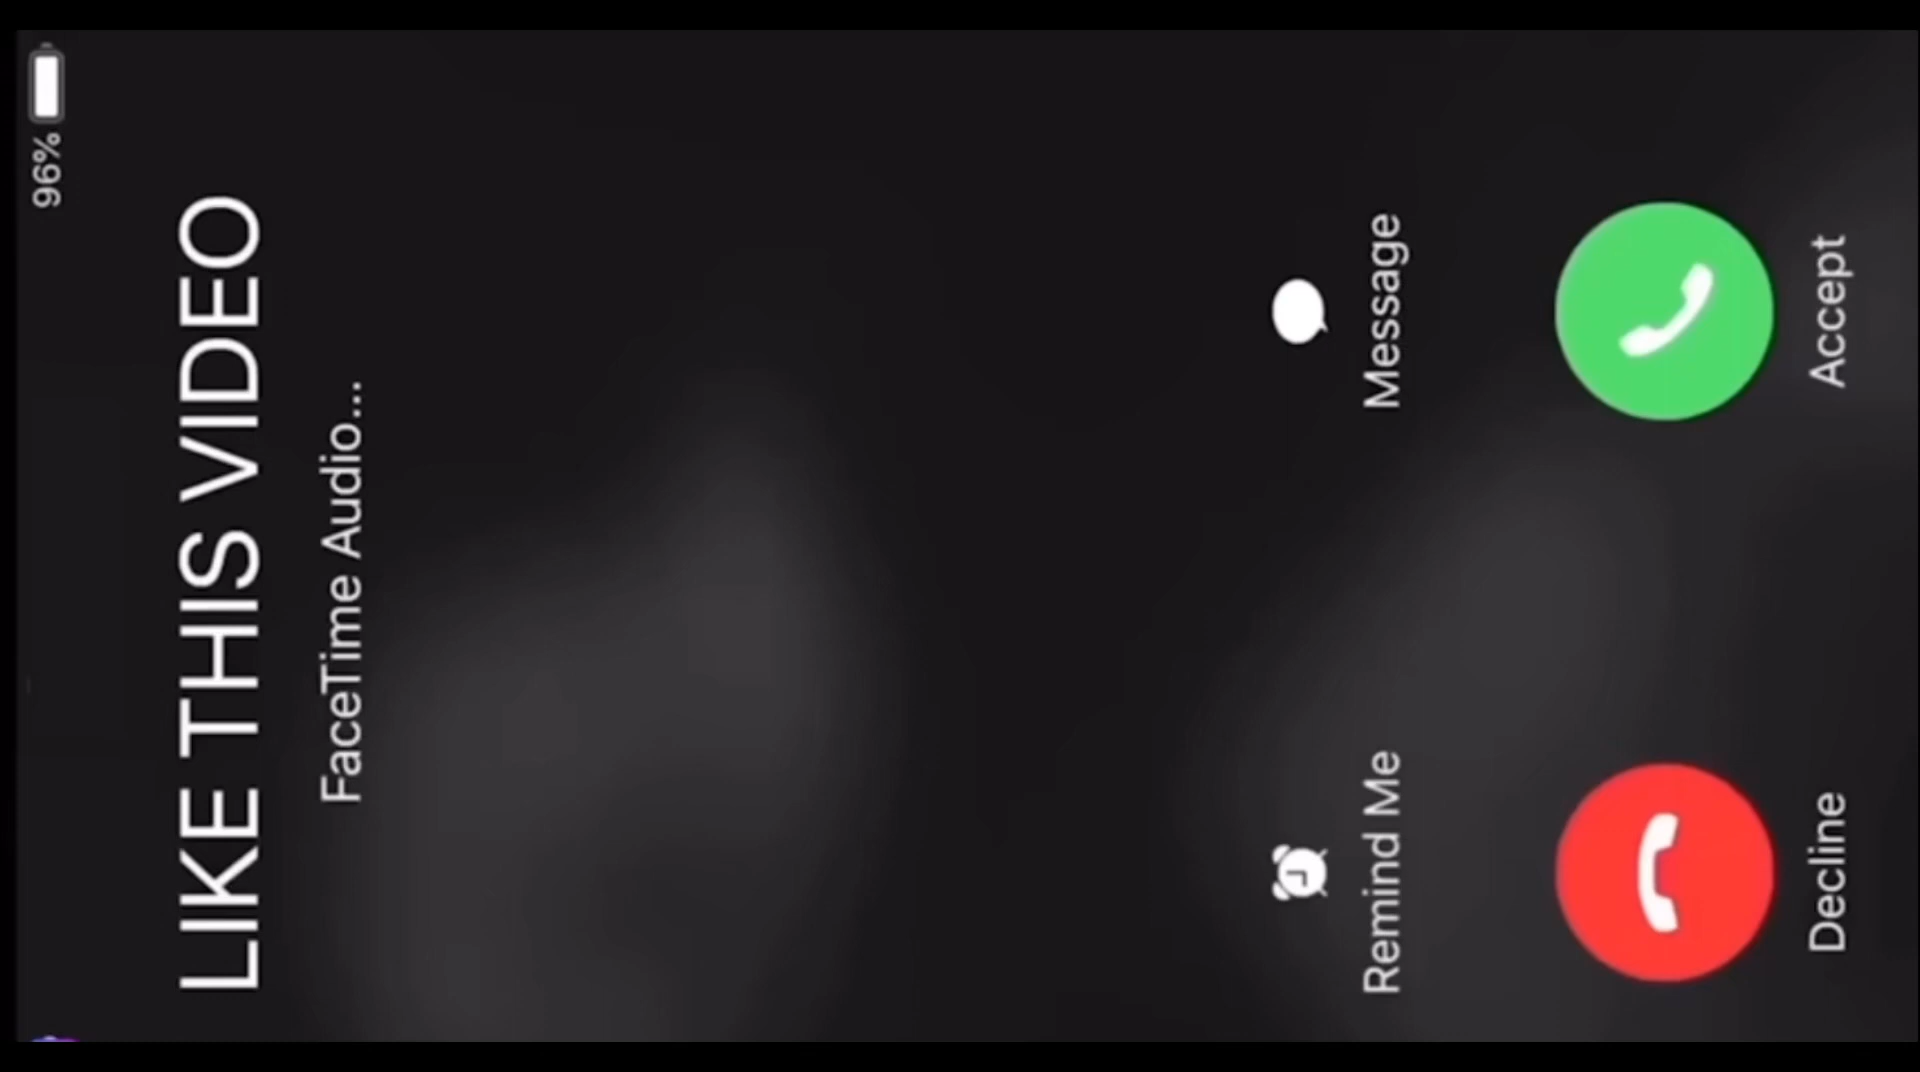 96%
LIKE THIS VIDEO
FaceTime Audio...
Remind Me
Message
Decline
Accept